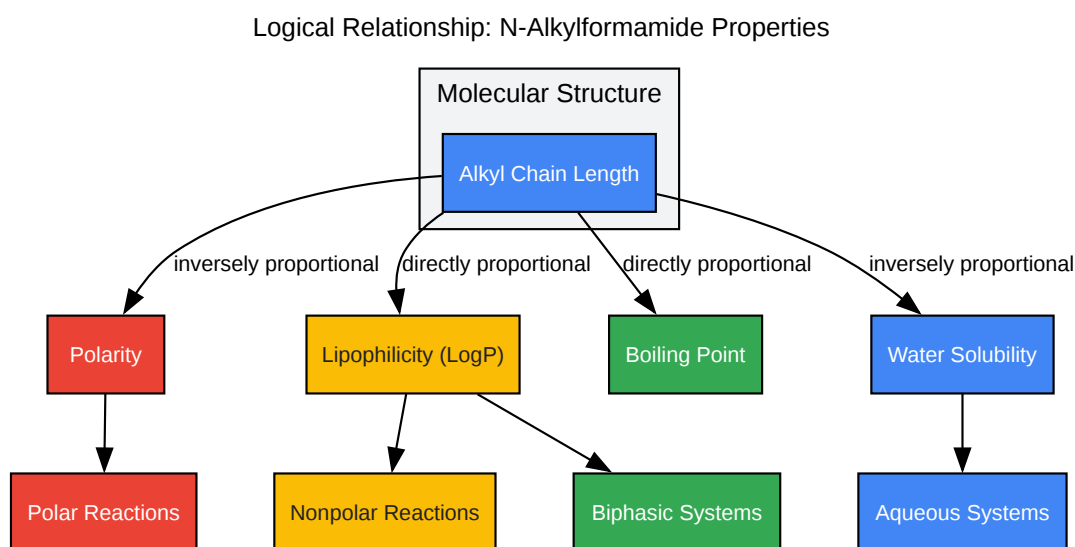 Logical Relationship: N-Alkylformamide Properties
Molecular Structure
Alkyl Chain Length
inversely proportional
directly proportional
directly proportional
inversely proportional
Polarity
Lipophilicity (LogP)
Boiling Point
Water Solubility
Polar Reactions
Nonpolar Reactions
Biphasic Systems
Aqueous Systems